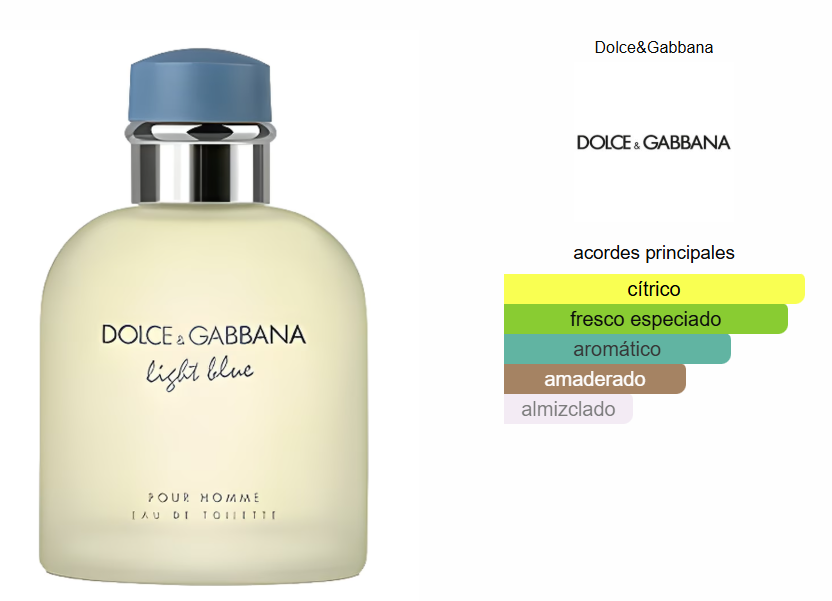 DOLCE & GABBANA
light blue
POUR HOMME
EAU DE TOILETTE
Dolce&Gabbana
DOLCE & GABBANA
acordes principales
cítrico
fresco especiado
aromático
amaderado
almizclado